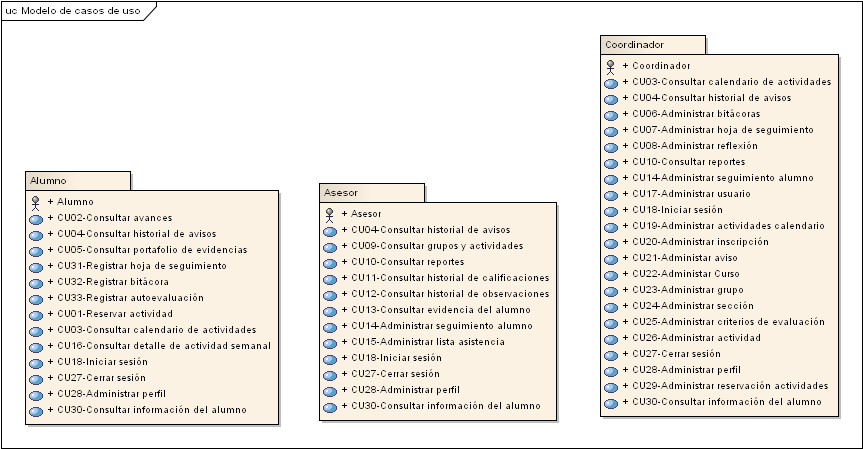 uc Modelo de casos de uso
Alumno
+ Alumno
+ CU02-Consultar avances
+ CU04-Consultar historial de avisos
+ CU05-Consultar portafolio de evidencias
+ CU31-Registrar hoja de seguimiento
+ CU32-Registrar bitácora
+ CU33-Registrar autoevaluación
+ CU01-Reservar actividad
+ CU03-Consultar calendario de actividades
+ CU16-Consultar detalle de actividad semanal
+ CU18-Iniciar sesión
+ CU27-Cerrar sesión
+ CU28-Administrar perfil
+ CU30-Consultar información del alumno
Asesor
+ Asesor
+ CU04-Consultar historial de avisos
+ CU09-Consultar grupos y actividades
+ CU10-Consultar reportes
+ CU11-Consultar historial de calificaciones
+ CU12-Consultar historial de observaciones
+ CU13-Consultar evidencia del alumno
+ CU14-Administrar seguimiento alumno
+ CU15-Administrar lista asistencia
+ CU18-Iniciar sesión
+ CU27-Cerrar sesión
+ CU28-Administrar perfil
+ CU30-Consultar información del alumno
Coordinador
+ Coordinador
+ CU03-Consultar calendario de actividades
+ CU04-Consultar historial de avisos
+ CU06-Administrar bitácoras
+ CU07-Administrar hoja de seguimiento
+ CU08-Administrar reflexión
+ CU10-Consultar reportes
+ CU14-Administrar seguimiento alumno
+ CU17-Administrar usuario
+ CU18-Iniciar sesión
+ CU19-Administrar actividades calendario
+ CU20-Administrar inscripción
+ CU21-Administar aviso
+ CU22-Administar Curso
+ CU23-Administrar grupo
+ CU24-Administrar sección
+ CU25-Administrar criterios de evaluación
+ CU26-Administrar actividad
+ CU27-Cerrar sesión
+ CU28-Administrar perfil
+ CU29-Administrar reservación actividades
+ CU30-Consultar información del alumno